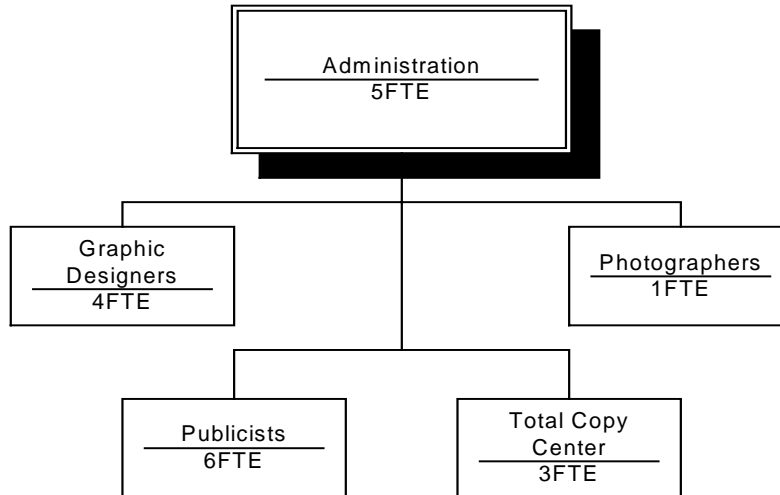 Administration
5FTE
Graphic
Designers
4FTE
Photographers
1FTE
Publicists
6FTE
Total Copy
Center
3FTE